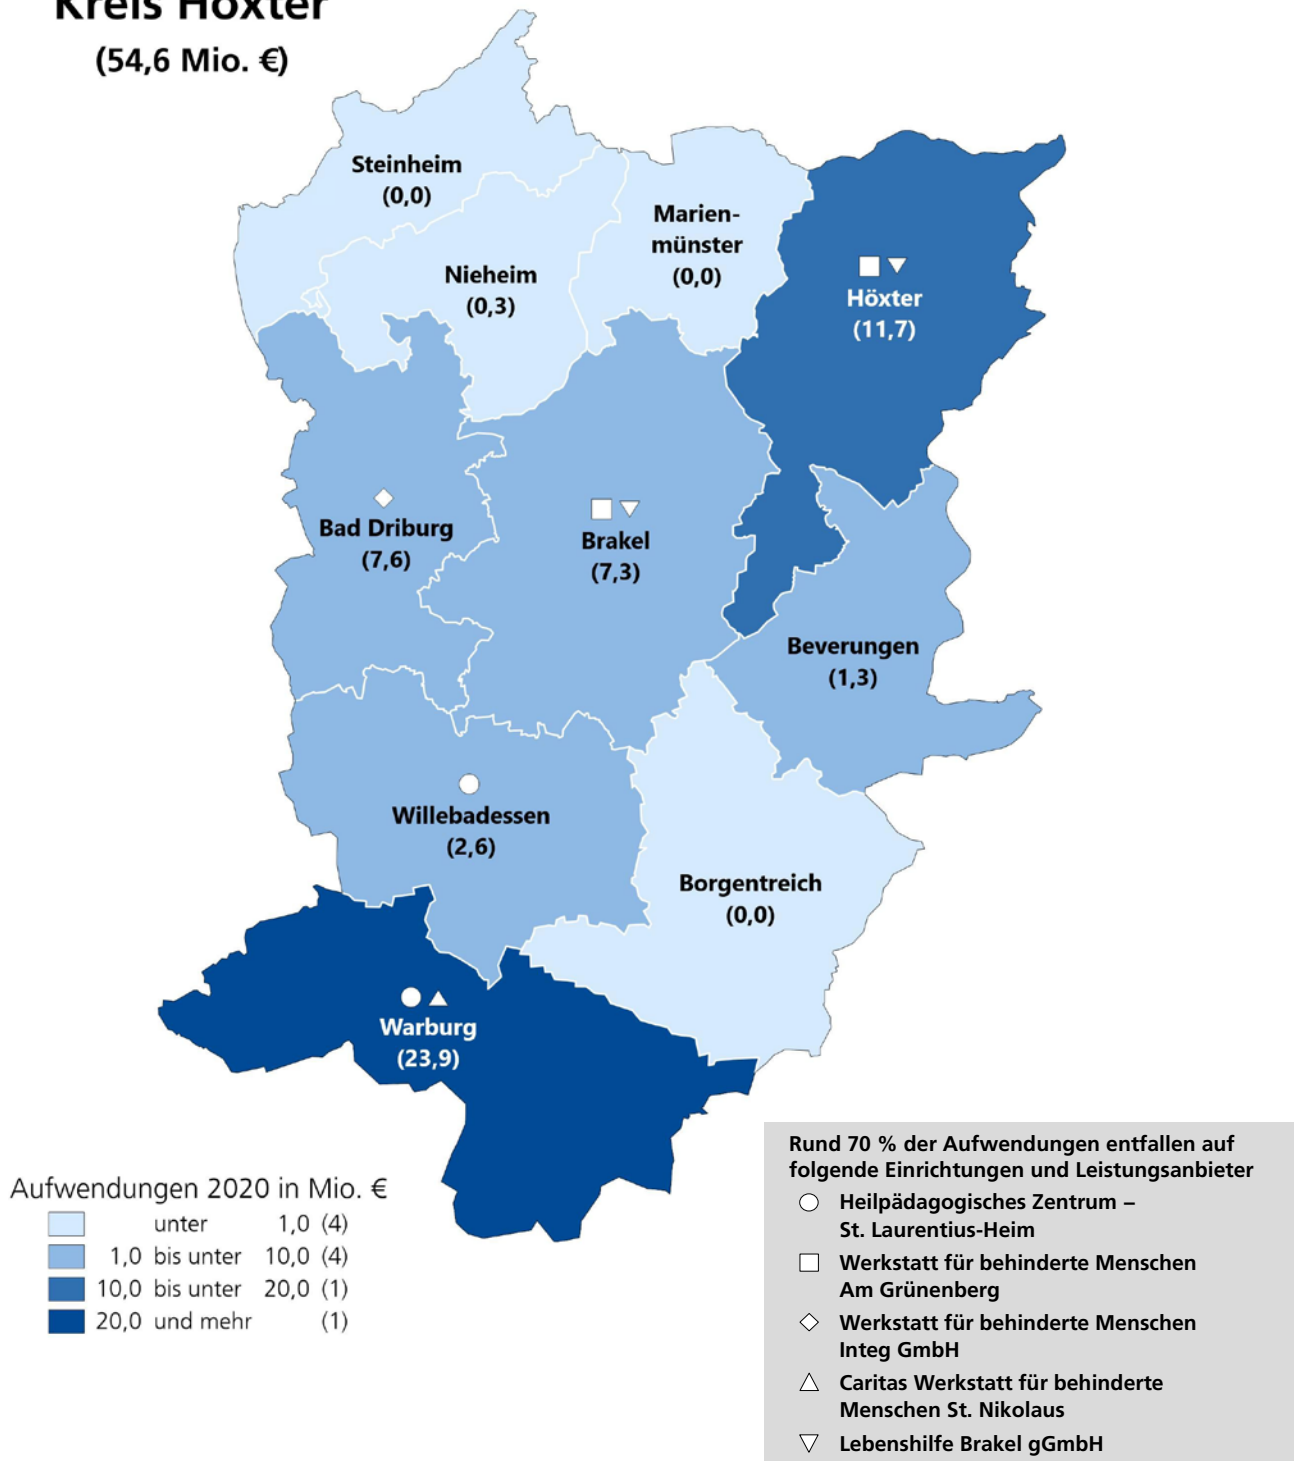 Kreis Höxter
(54,6 Mio. €)
Steinheim
(0,0)
Marien-
münster
(0,0)
Nieheim
(0,3)
Höxter
(11,7)
Bad Driburg
(7,6)
Brakel
(7,3)
Beverungen
(1,3)
Willebadessen
(2,6)
Borgentreich
(0,0)
Warburg
(23,9)
Aufwendungen 2020 in Mio. €
unter 1,0 (4)
1,0 bis unter 10,0 (4)
10,0 bis unter 20,0 (1)
20,0 und mehr (1)
Rund 70 % der Aufwendungen entfallen auf
folgende Einrichtungen und Leistungsanbieter
Heilpädagogisches Zentrum –
St. Laurentius-Heim
Werkstatt für behinderte Menschen
Am Grünenberg
Werkstatt für behinderte Menschen
Integ GmbH
Caritas Werkstatt für behinderte
Menschen St. Nikolaus
Lebenshilfe Brakel gGmbH